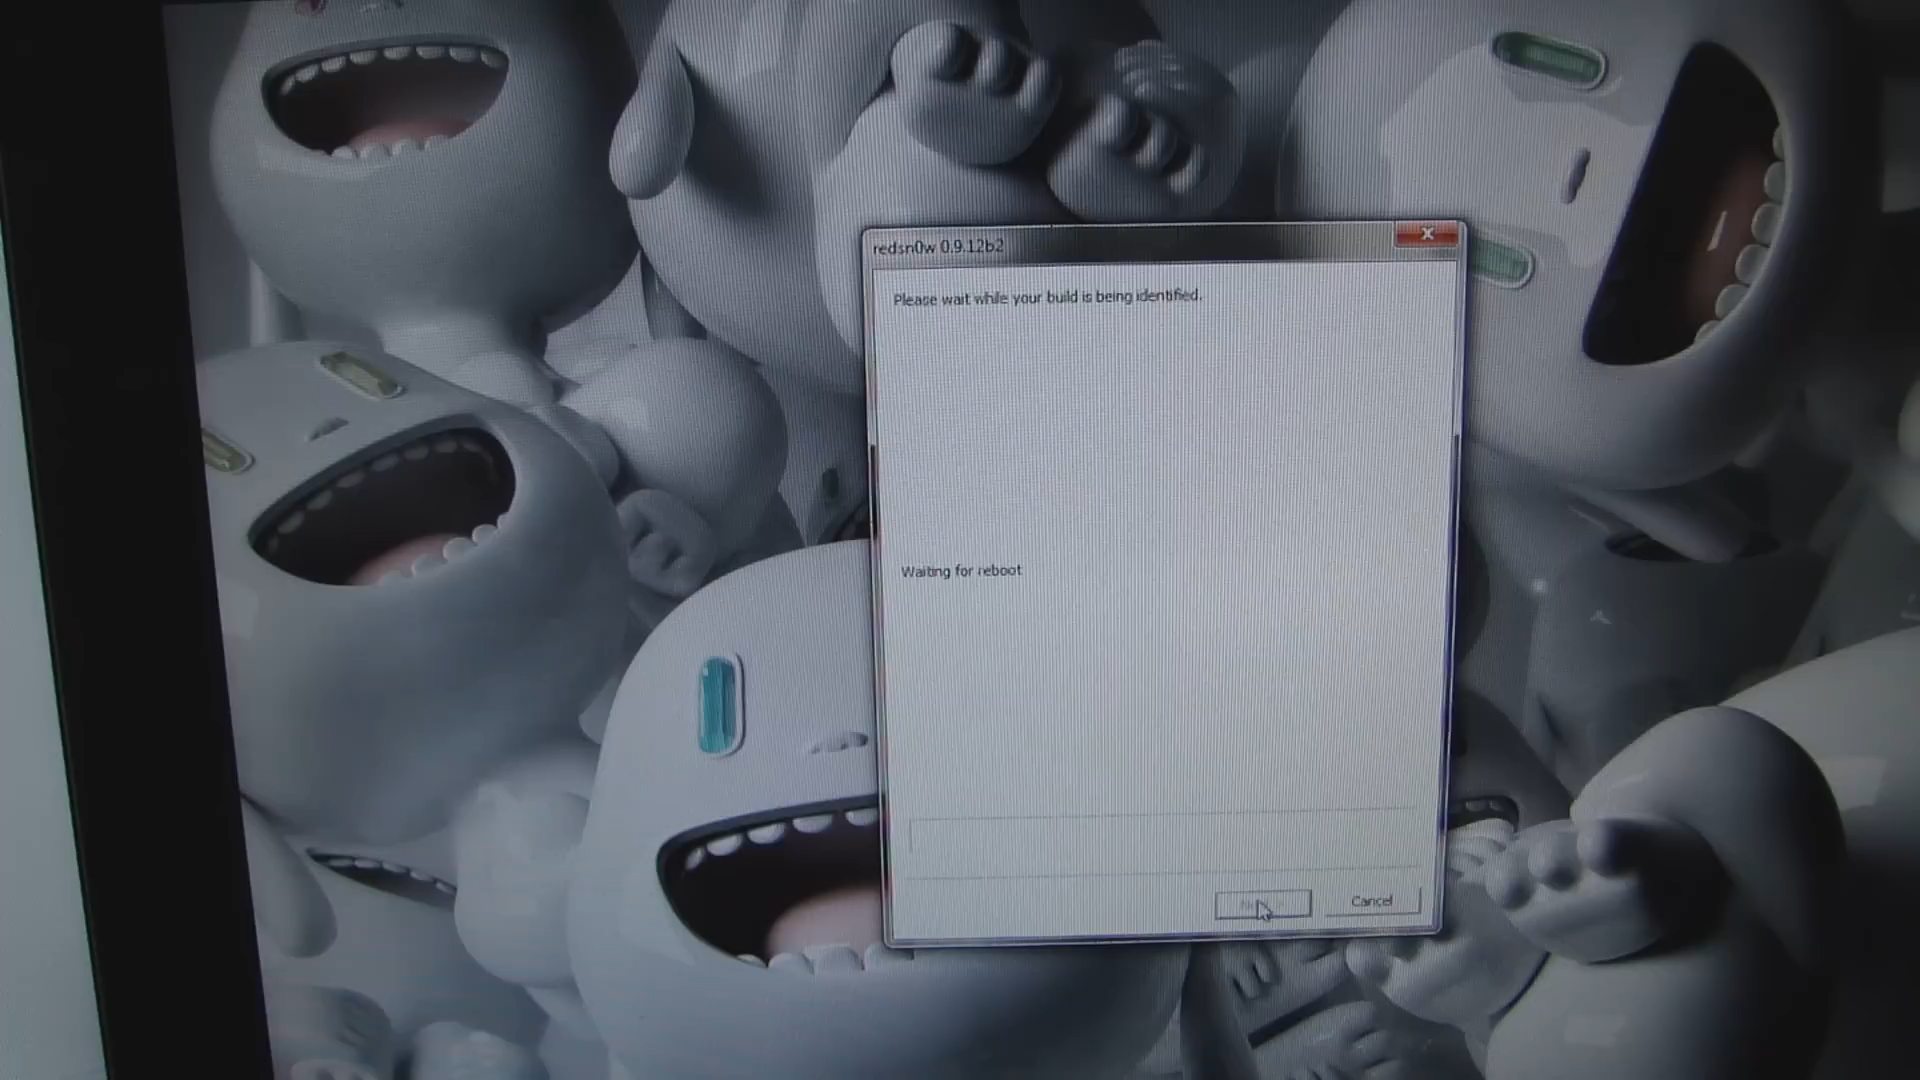 redsn0w 0.9.12b2
Please wait while your build is being identified.
Waiting for reboot
Cancel